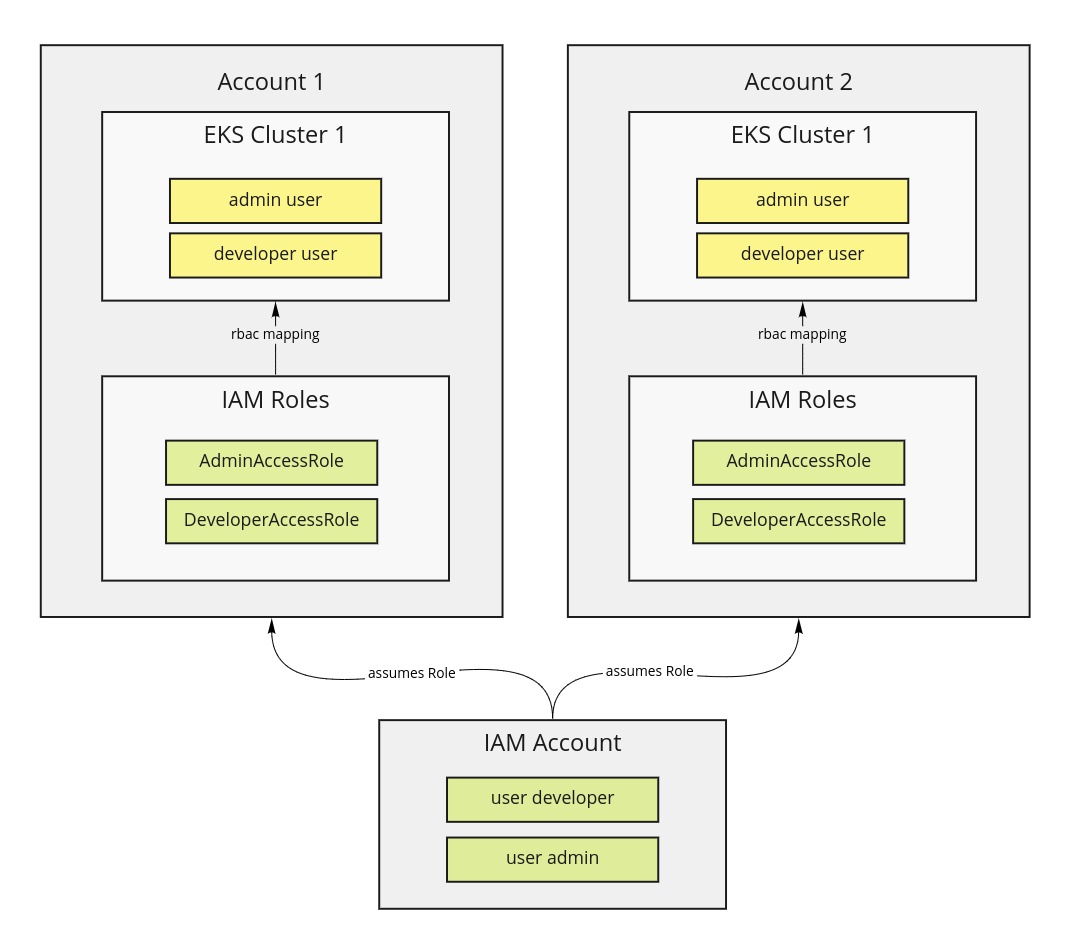 Account 1
EKS Cluster 1
admin user
developer user
rbac mapping
IAM Roles
AdminAccessRole
DeveloperAccessRole
Account 2
EKS Cluster 1
admin user
developer user
rbac mapping
IAM Roles
AdminAccessRole
DeveloperAccessRole
assumes Role
assumes Role
IAM Account
user developer
user admin